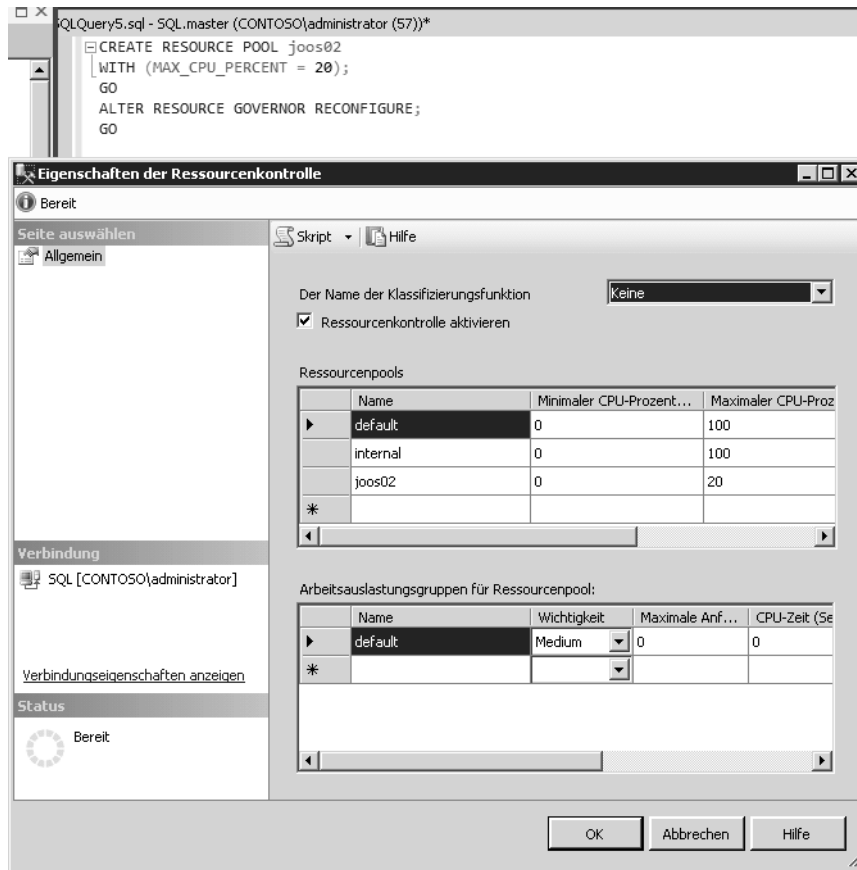 SQLQuery5.sql - SQL.master (CONTOSO\administrator (57))*
CREATE RESOURCE POOL joos02
WITH (MAX_CPU_PERCENT = 20);
GO
ALTER RESOURCE GOVERNOR RECONFIGURE;
GO
Eigenschaften der Ressourcenkontrolle
Bereit
Seite auswählen
Allgemein
Skript
Hilfe
Der Name der Klassifizierungsfunktion Keine
Ressourcenkontrolle aktivieren
Ressourcenpools
Name Minimaler CPU-Prozent... Maximaler CPU-Proz
default 0 100
internal 0 100
joos02 0 20
Arbeitsauslastungsgruppen für Ressourcenpool:
Name Wichtigkeit Maximale Anf... CPU-Zeit (Se
default Medium 0 0
Verbindung
SQL [CONTOSO\administrator]
Verbindungseigenschaften anzeigen
Status
Bereit
OK Abbrechen Hilfe